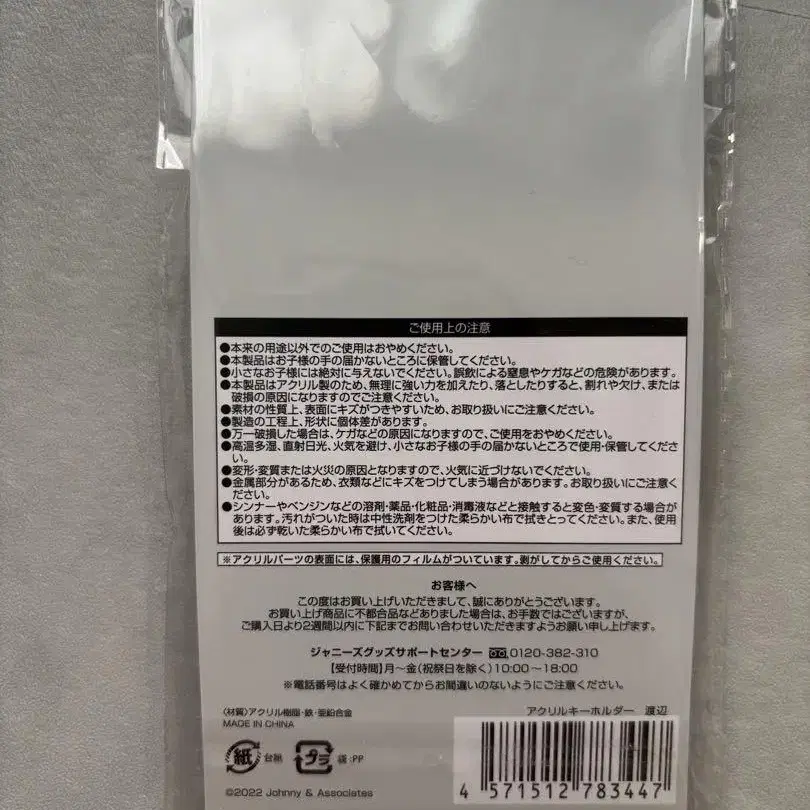 ご使用上の注意
●本来の用途以外でのご使用はおやめください。
●本製品はお子様の手の届かないところに保管してください。
●小さなお子様には絶対に与えないでください。誤飲による窒息やケガなどの危険があります。
●本製品はアクリル製のため、無理に強い力を加えたり、落としたりすると、割れや欠け、または
破損の原因になりますのでご注意ください。
●素材の性質上、表面にキズがつきやすいため、お取り扱いにご注意ください。
●製造の工程上、形状に個体差があります。
●万一破損した場合は、ケガなどの原因になりますので、ご使用をおやめください。
●高温多湿、直射日光、火気を避け、小さなお子様の手の届かないところで使用・保管してくださ
い。
●変形・変質または火災の原因となりますので、火気に近づけないでください。
●金属部分があるため、衣類などにキズをつけてしまう場合があります。お取り扱いにご注意くださ
い。
●シンナーやベンジンなどの溶剤・薬品・化粧品・消毒液などと接触すると変色・変質する場合が
あります。汚れがついた時は中性洗剤をつけた柔らかい布で拭きとってください。また、使用
後は必ず乾いた柔らかい布で拭いてください。
※アクリルパーツの表面には、保護用のフィルムがついています。剥がしてからご使用ください。
お客様へ
この度はお買い上げいただきまして、誠にありがとうございます。
お買い上げ商品に不都合品などありました場合は、お手数ではございますが、
ご購入日より2週間以内に下記までお問い合わせいただきますようお願い申し上げます。
ジャニーズグッズサポートセンター 0120-382-310
【受付時間】月～金(祝祭日を除く)10:00～18:00
※電話番号はよく確かめてからお間違いのないようにご注意ください。
〈材質〉アクリル樹脂・鉄・亜鉛合金
MADE IN CHINA
アクリルキーホルダー 渡辺
紙 台紙 プラ 袋:PP
4 571512 783447
©2022 Johnny & Associates